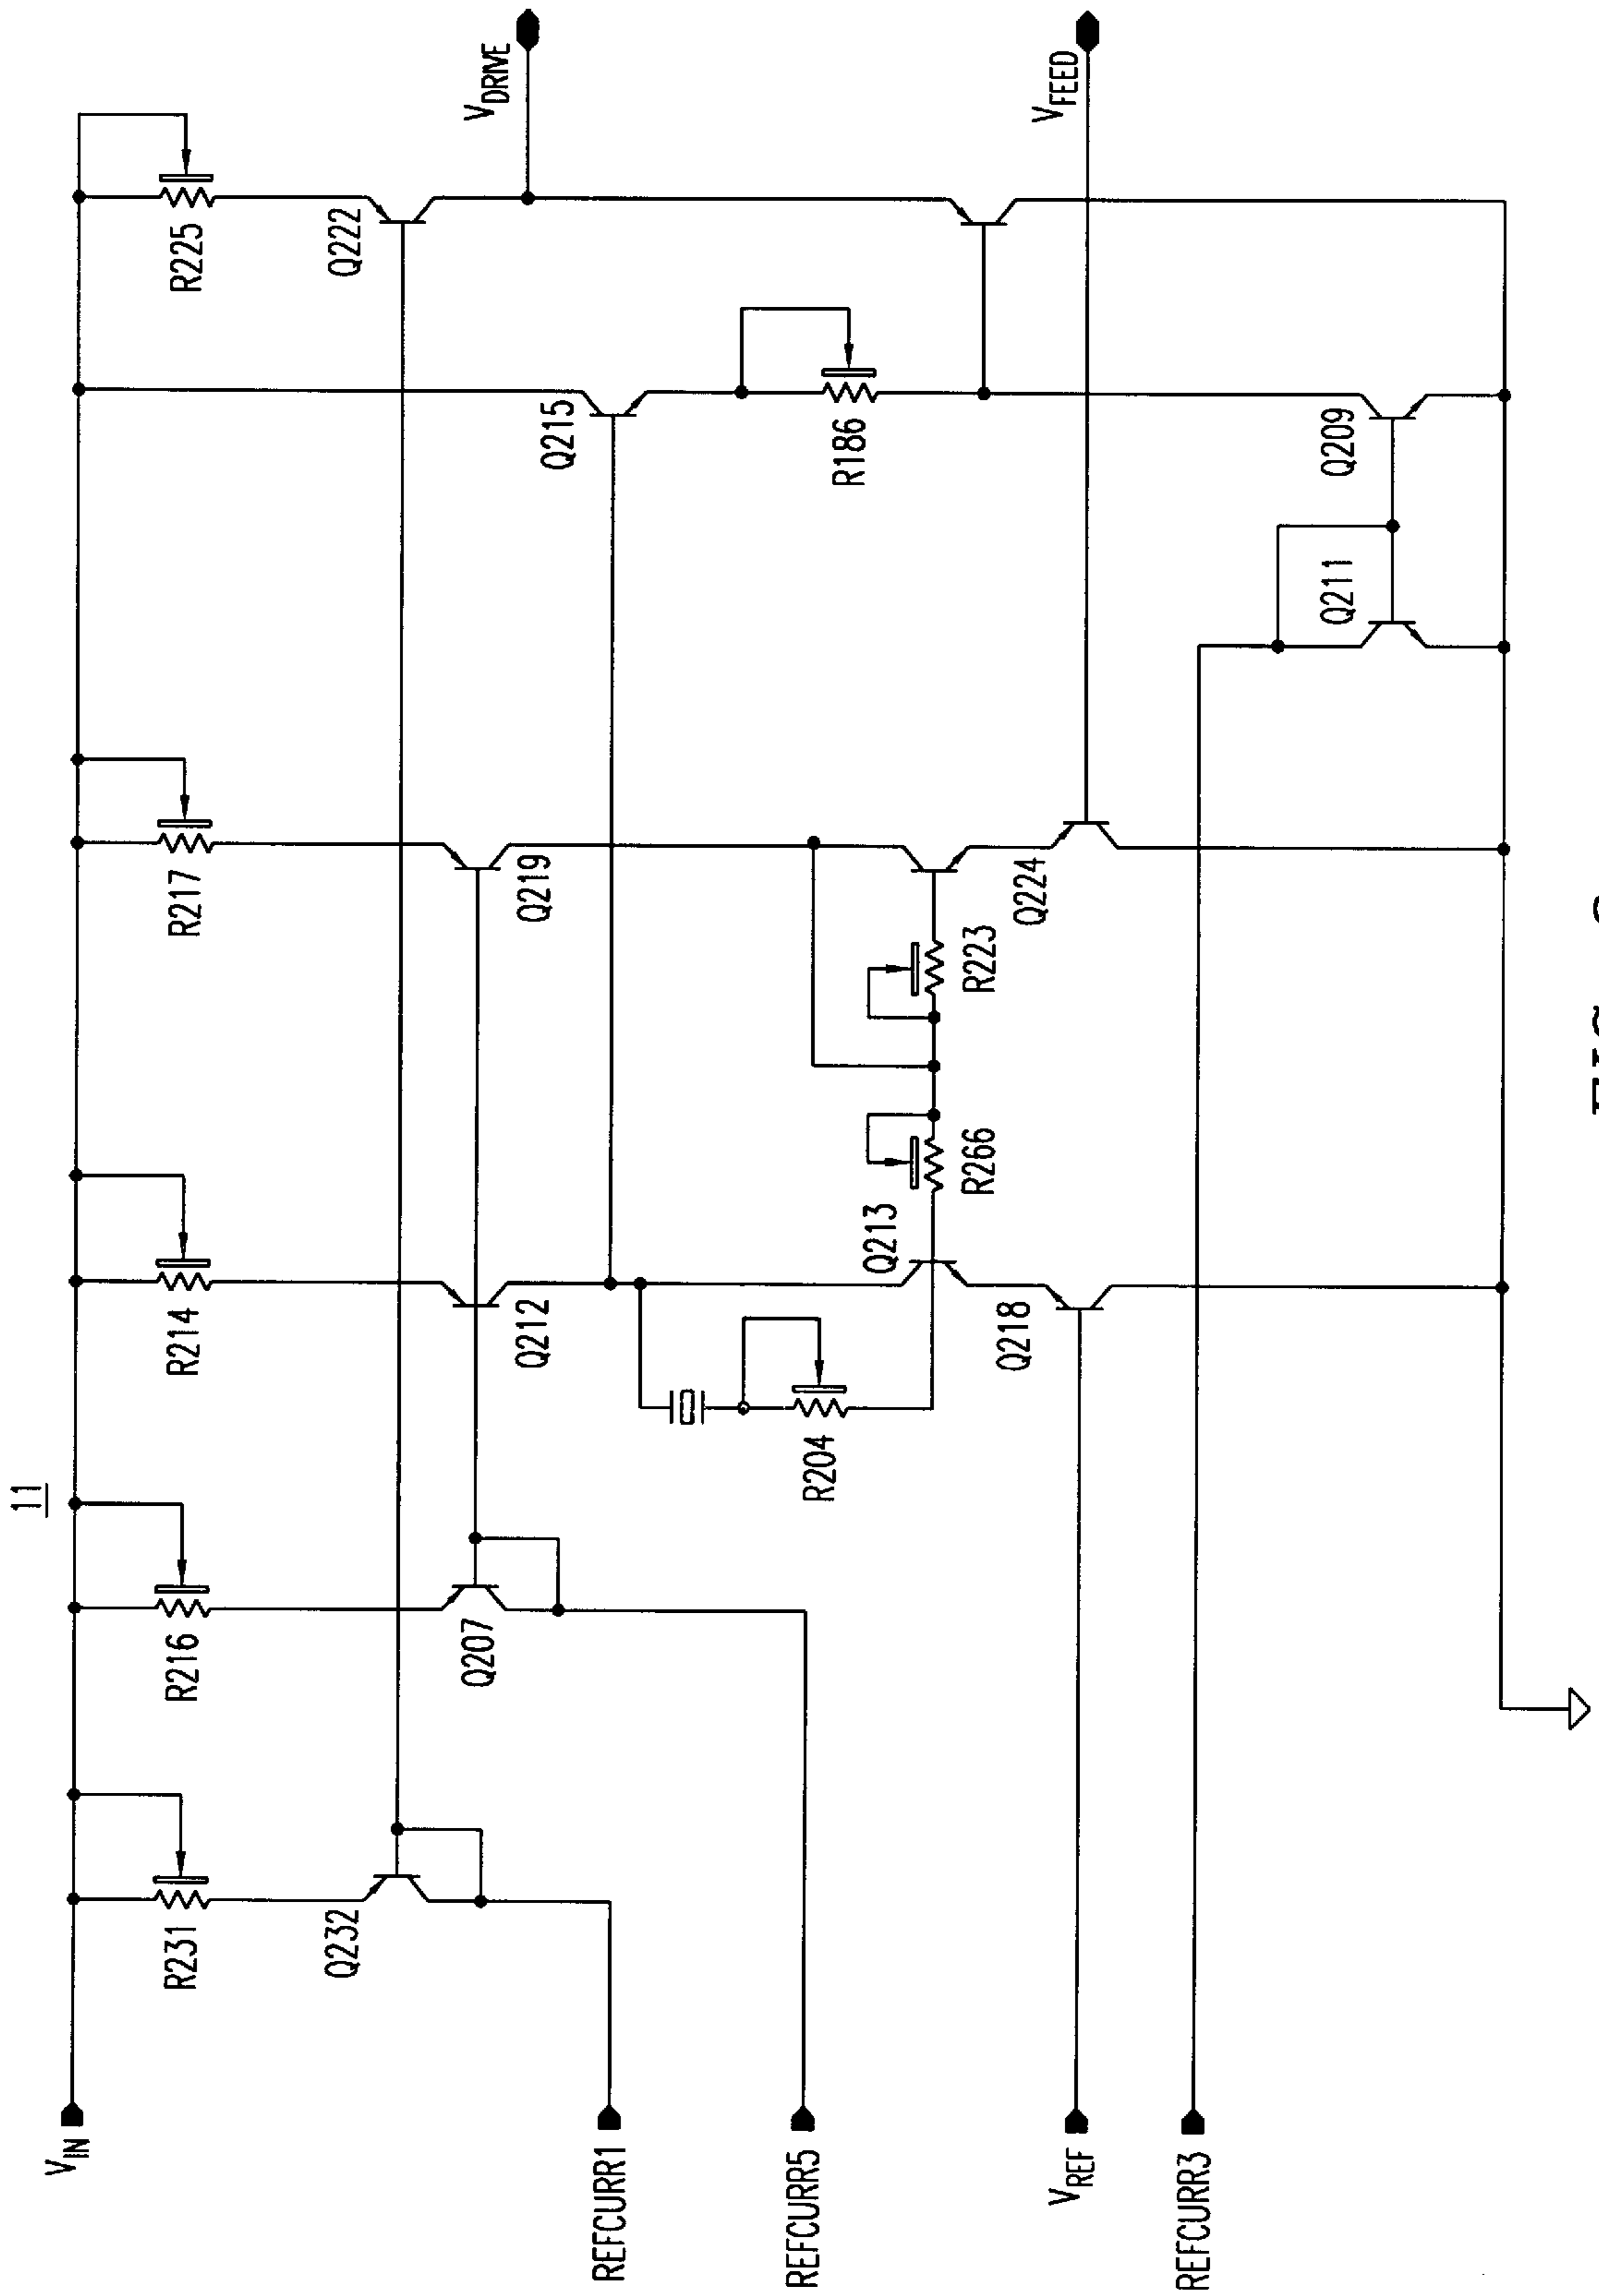 11
V_IN
R231
R216
R214
R217
R225
Q232
Q207
Q212
Q219
Q215
Q222
V_DRIVE
REFCURR1
REFCURR5
R204
Q213
R266
R223
R186
Q218
Q224
V_REF
V_FEED
REFCURR3
Q211
Q209